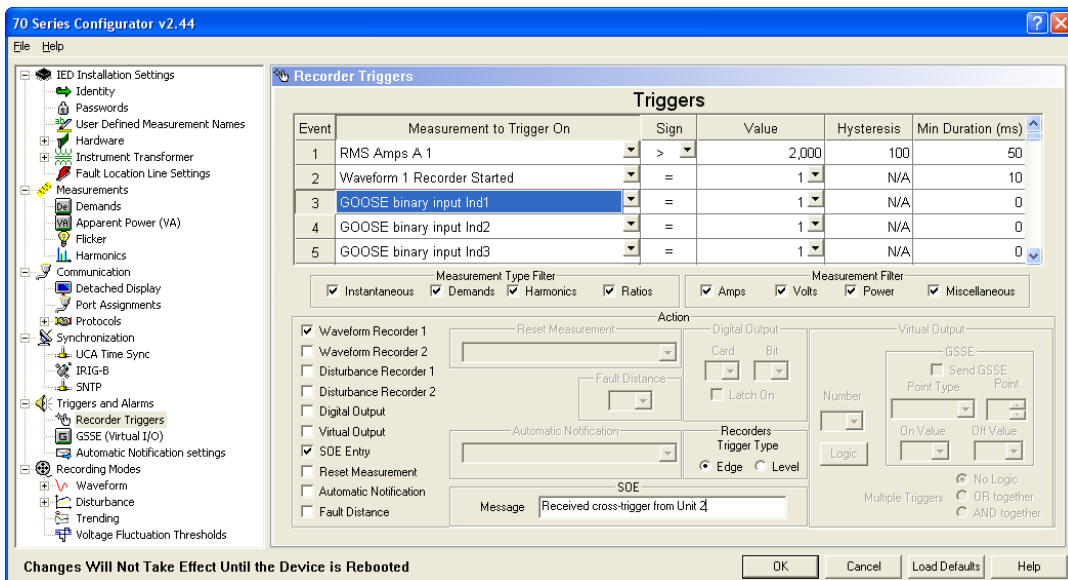 70 Series Configurator v2.44
File Help
IED Installation Settings
Identity
Passwords
User Defined Measurement Names
Hardware
Instrument Transformer
Fault Location Line Settings
Measurements
Demands
Apparent Power (VA)
Flicker
Harmonics
Communication
Detached Display
Port Assignments
Protocols
Synchronization
UCA Time Sync
IRIG-B
SNTP
Triggers and Alarms
Recorder Triggers
GSSE (Virtual I/O)
Automatic Notification settings
Recording Modes
Waveform
Disturbance
Trending
Voltage Fluctuation Thresholds
Recorder Triggers
Triggers
Event Measurement to Trigger On Sign Value Hysteresis Min Duration (ms)
1 RMS Amps A 1 > 2,000 100 50
2 Waveform 1 Recorder Started = 1 N/A 10
3 GOOSE binary input Ind1 = 1 N/A 0
4 GOOSE binary input Ind2 = 1 N/A 0
5 GOOSE binary input Ind3 = 1 N/A 0
Measurement Type Filter Measurement Filter
Instantaneous Demands Harmonics Ratios Amps Volts Power Miscellaneous
Action
Waveform Recorder 1
Waveform Recorder 2
Disturbance Recorder 1
Disturbance Recorder 2
Digital Output
Virtual Output
SOE Entry
Reset Measurement
Automatic Notification
Fault Distance
Reset Measurement
Fault Distance
Automatic Notification
Digital Output
Card Bit
Latch On
Recorders
Trigger Type
Edge Level
SOE
Message Received cross-trigger from Unit 2
Virtual Output
Number
Logic
GSSE
Send GSSE
Point Type Point
On Value Off Value
Multiple Triggers
No Logic
OR together
AND together
Changes Will Not Take Effect Until the Device is Rebooted
OK Cancel Load Defaults Help